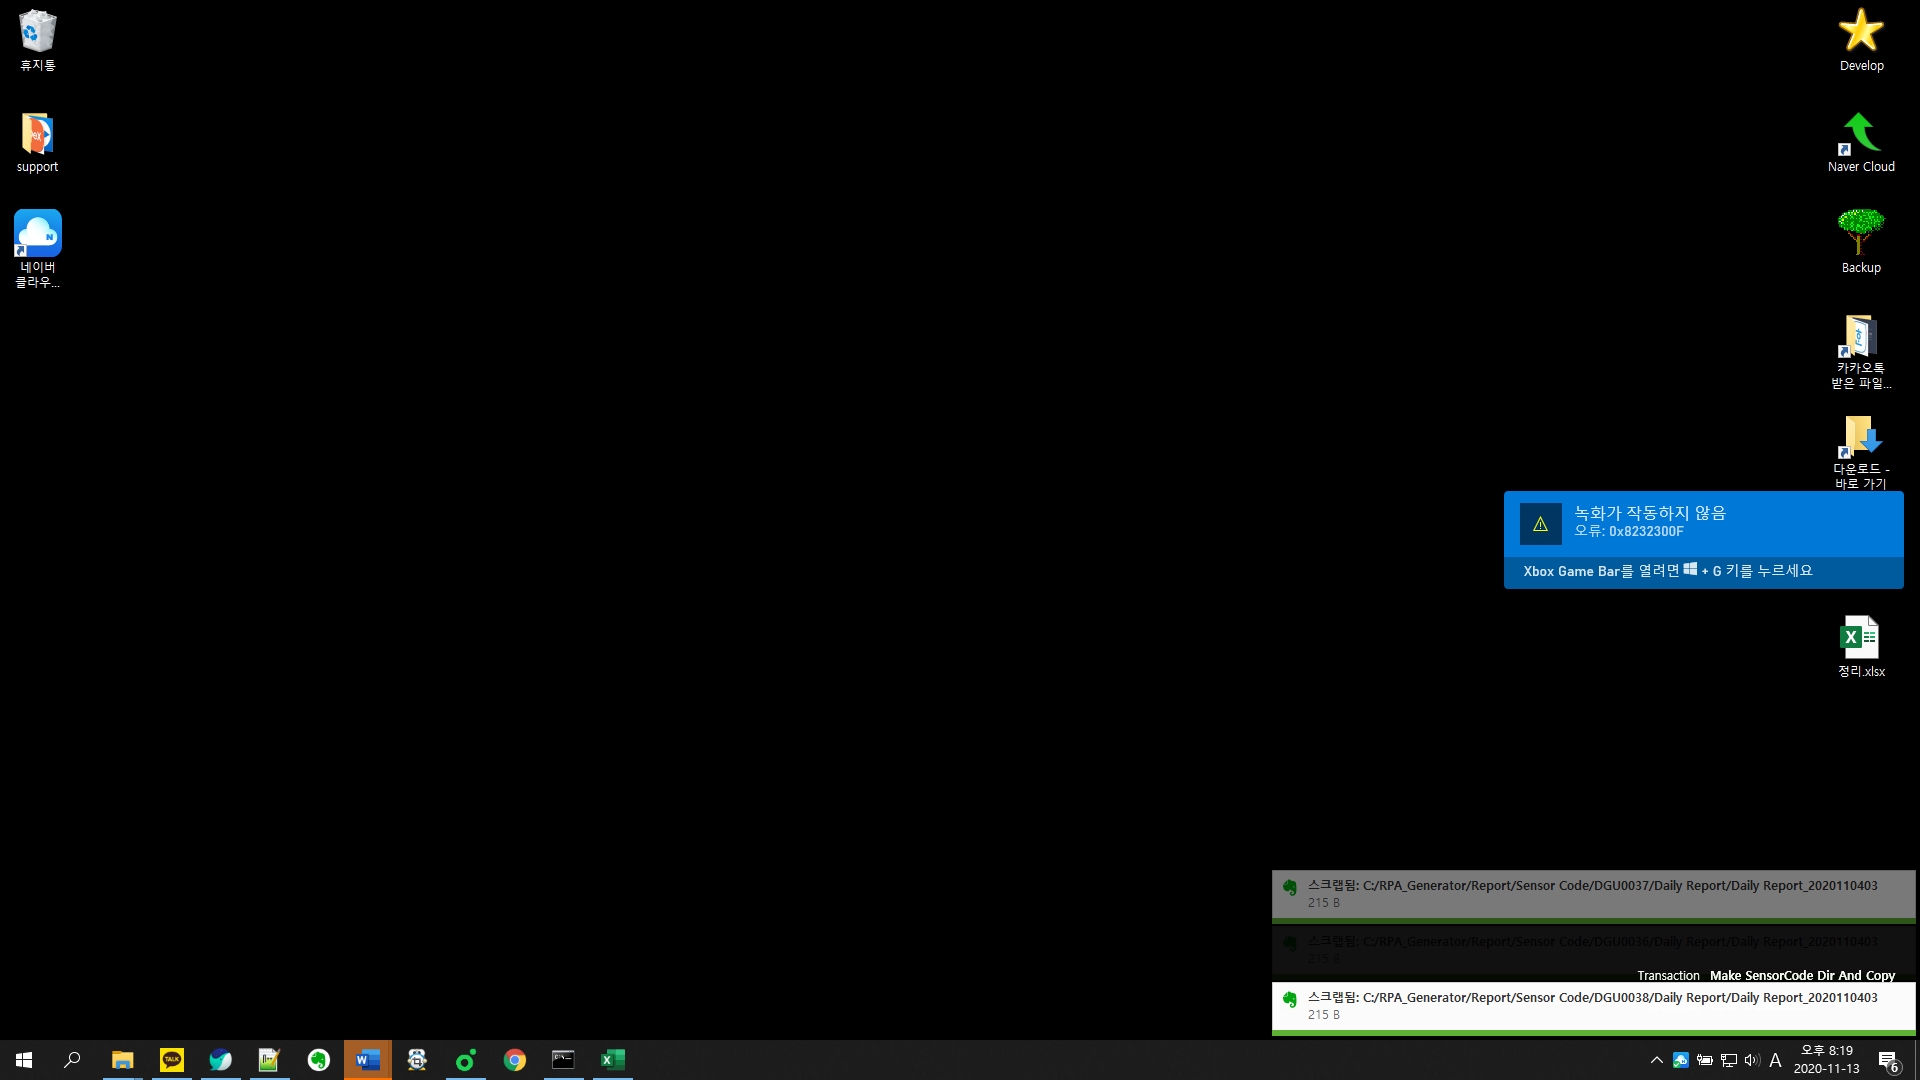 휴지통
support
네이버
클라우...
Develop
Naver Cloud
Backup
카카오톡
받은 파일...
다운로드 -
바로 가기
녹화가 작동하지 않음
오류: 0x8232300F
Xbox Game Bar를 열려면 + G 키를 누르세요
정리.xlsx
스크랩됨: C:/RPA_Generator/Report/Sensor Code/DGU0037/Daily Report/Daily Report_2020110403
215 B
스크랩됨: C:/RPA_Generator/Report/Sensor Code/DGU0036/Daily Report/Daily Report_2020110403
215 B
Transaction Make SensorCode Dir And Copy
스크랩됨: C:/RPA_Generator/Report/Sensor Code/DGU0038/Daily Report/Daily Report_2020110403
215 B
TALK
A
오후 8:19
2020-11-13
6